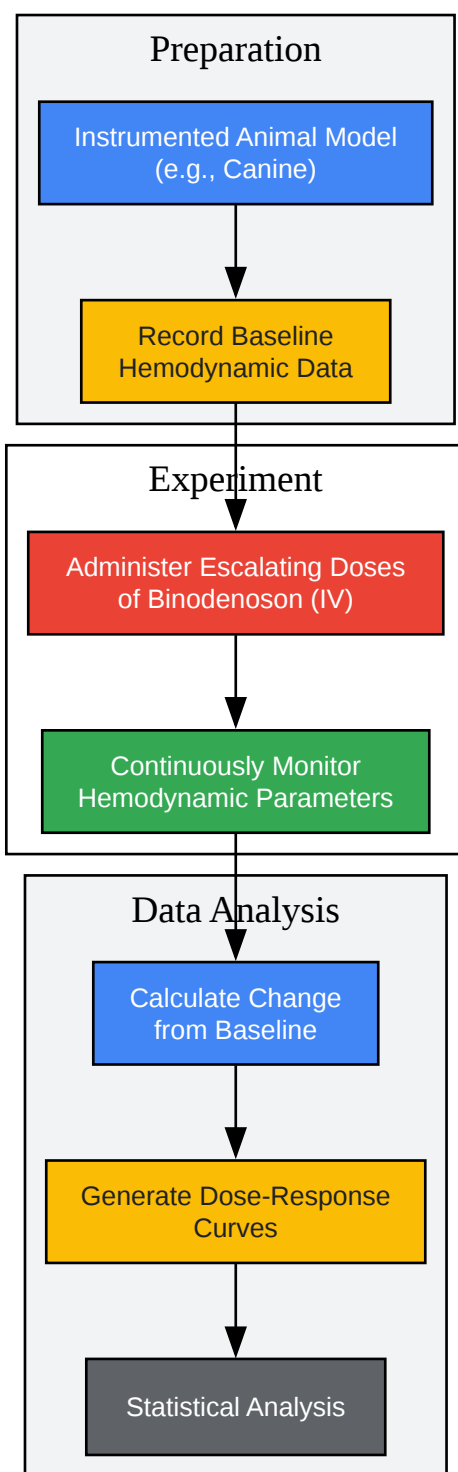 Preparation
Instrumented Animal Model
(e.g., Canine)
Record Baseline
Hemodynamic Data
Experiment
Administer Escalating Doses
of Binodenoson (IV)
Continuously Monitor
Hemodynamic Parameters
Data Analysis
Calculate Change
from Baseline
Generate Dose-Response
Curves
Statistical Analysis